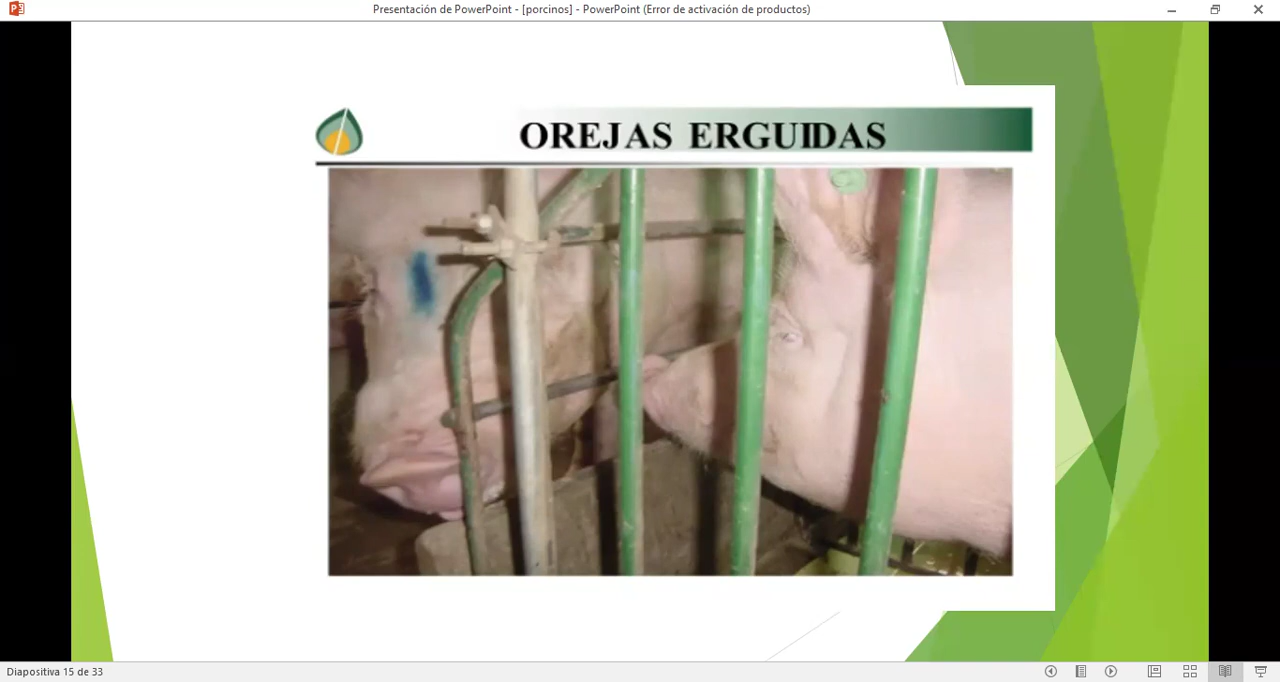 Presentación de PowerPoint - [porcinos] - PowerPoint (Error de activación de productos)
OREJAS ERGUIDAS
Diapositiva 15 de 33